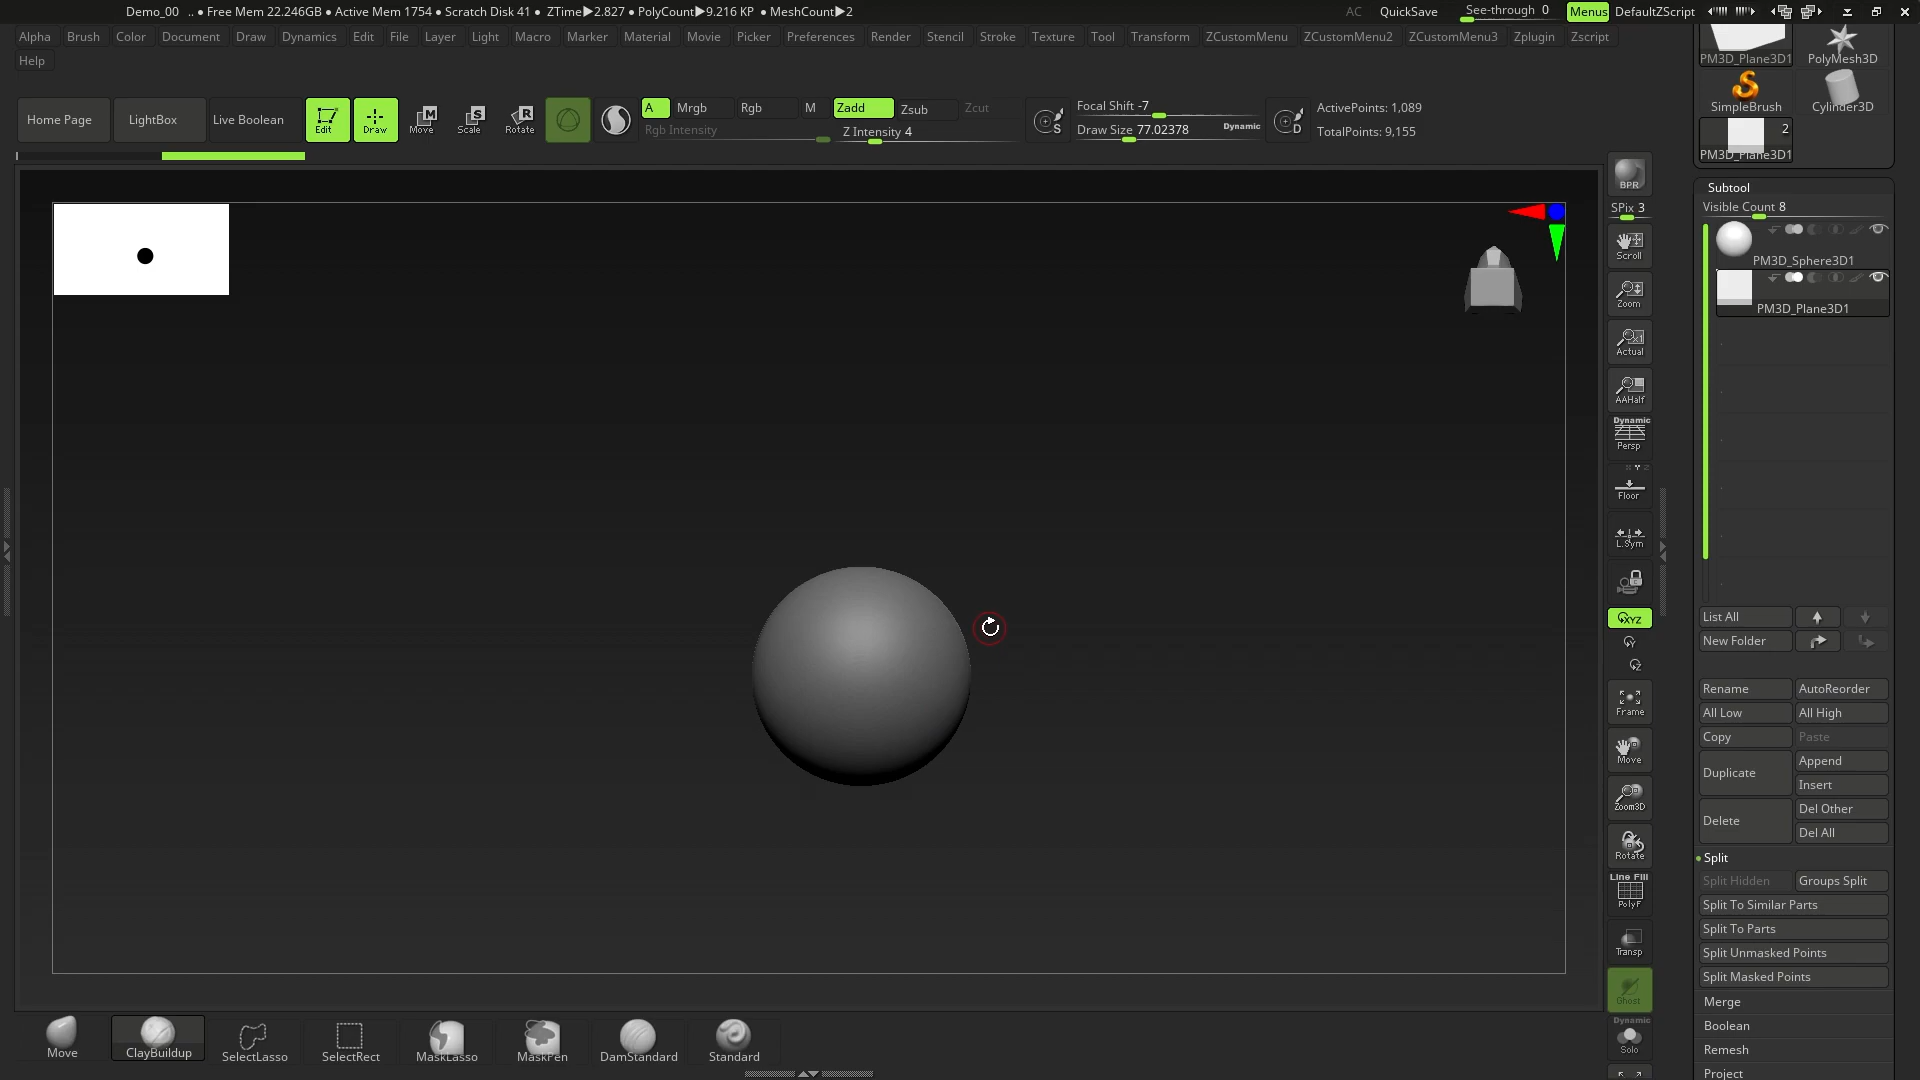 Demo_00 .. • Free Mem 22.246GB • Active Mem 1754 • Scratch Disk 41 • ZTime▶2.827 • PolyCount▶9.216 KP • MeshCount▶2 AC QuickSave See-through 0 Menus DefaultZScript
Alpha Brush Color Document Draw Dynamics Edit File Layer Light Macro Marker Material Movie Picker Preferences Render Stencil Stroke Texture Tool Transform ZCustomMenu ZCustomMenu2 ZCustomMenu3 Zplugin Zscript
Help
PM3D_Plane3D1 PolyMesh3D
SimpleBrush Cylinder3D
2
PM3D_Plane3D1
Home Page LightBox Live Boolean Edit Draw Move Scale Rotate
M S R
A Mrgb Rgb M Zadd Zsub Zcut
Rgb Intensity Z Intensity 4
S Focal Shift -7
Draw Size 77.02378 Dynamic D
ActivePoints: 1,089
TotalPoints: 9,155
BPR
SPix 3
Scroll
Zoom
Actual
AAHalf
Dynamic
Persp
Floor
L.Sym
XYZ
Y
Z
Frame
Move
Zoom3D
Rotate
Line Fill
PolyF
Transp
Ghost
Dynamic
Solo
Subtool
Visible Count 8
PM3D_Sphere3D1
PM3D_Plane3D1
List All
New Folder
Rename AutoReorder
All Low All High
Copy Paste
Duplicate Append
Insert
Delete Del Other
Del All
Split
Split Hidden Groups Split
Split To Similar Parts
Split To Parts
Split Unmasked Points
Split Masked Points
Merge
Boolean
Remesh
Project
Move ClayBuildup SelectLasso SelectRect MaskLasso MaskPen DamStandard Standard